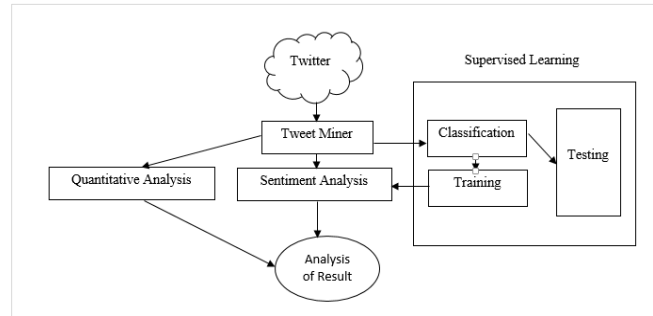 Twitter
Supervised Learning
Tweet Miner
Classification
Testing
Quantitative Analysis
Sentiment Analysis
Training
Analysis
of Result